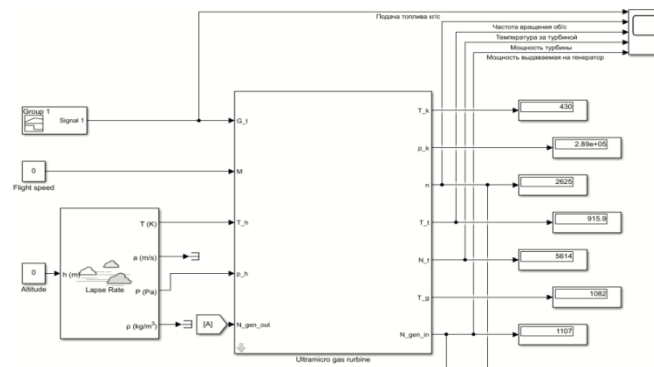 Подача топлива кг/с
Частота вращения об/с
Температура за турбиной
Мощность турбины
Мощность выдаваемая на генератор
Group 1
Signal 1
G_t
T_k
430
p_k
2.89e+05
0
Flight speed
M
n
2625
T (K)
T_h
T_t
915.9
a (m/s)
0
h (m)
Lapse Rate
N_t
5614
Altitude
P (Pa)
p_h
T_g
1082
ρ (kg/m³)
[A]
N_gen_out
N_gen_in
1107
Ultramicro gas rurbine